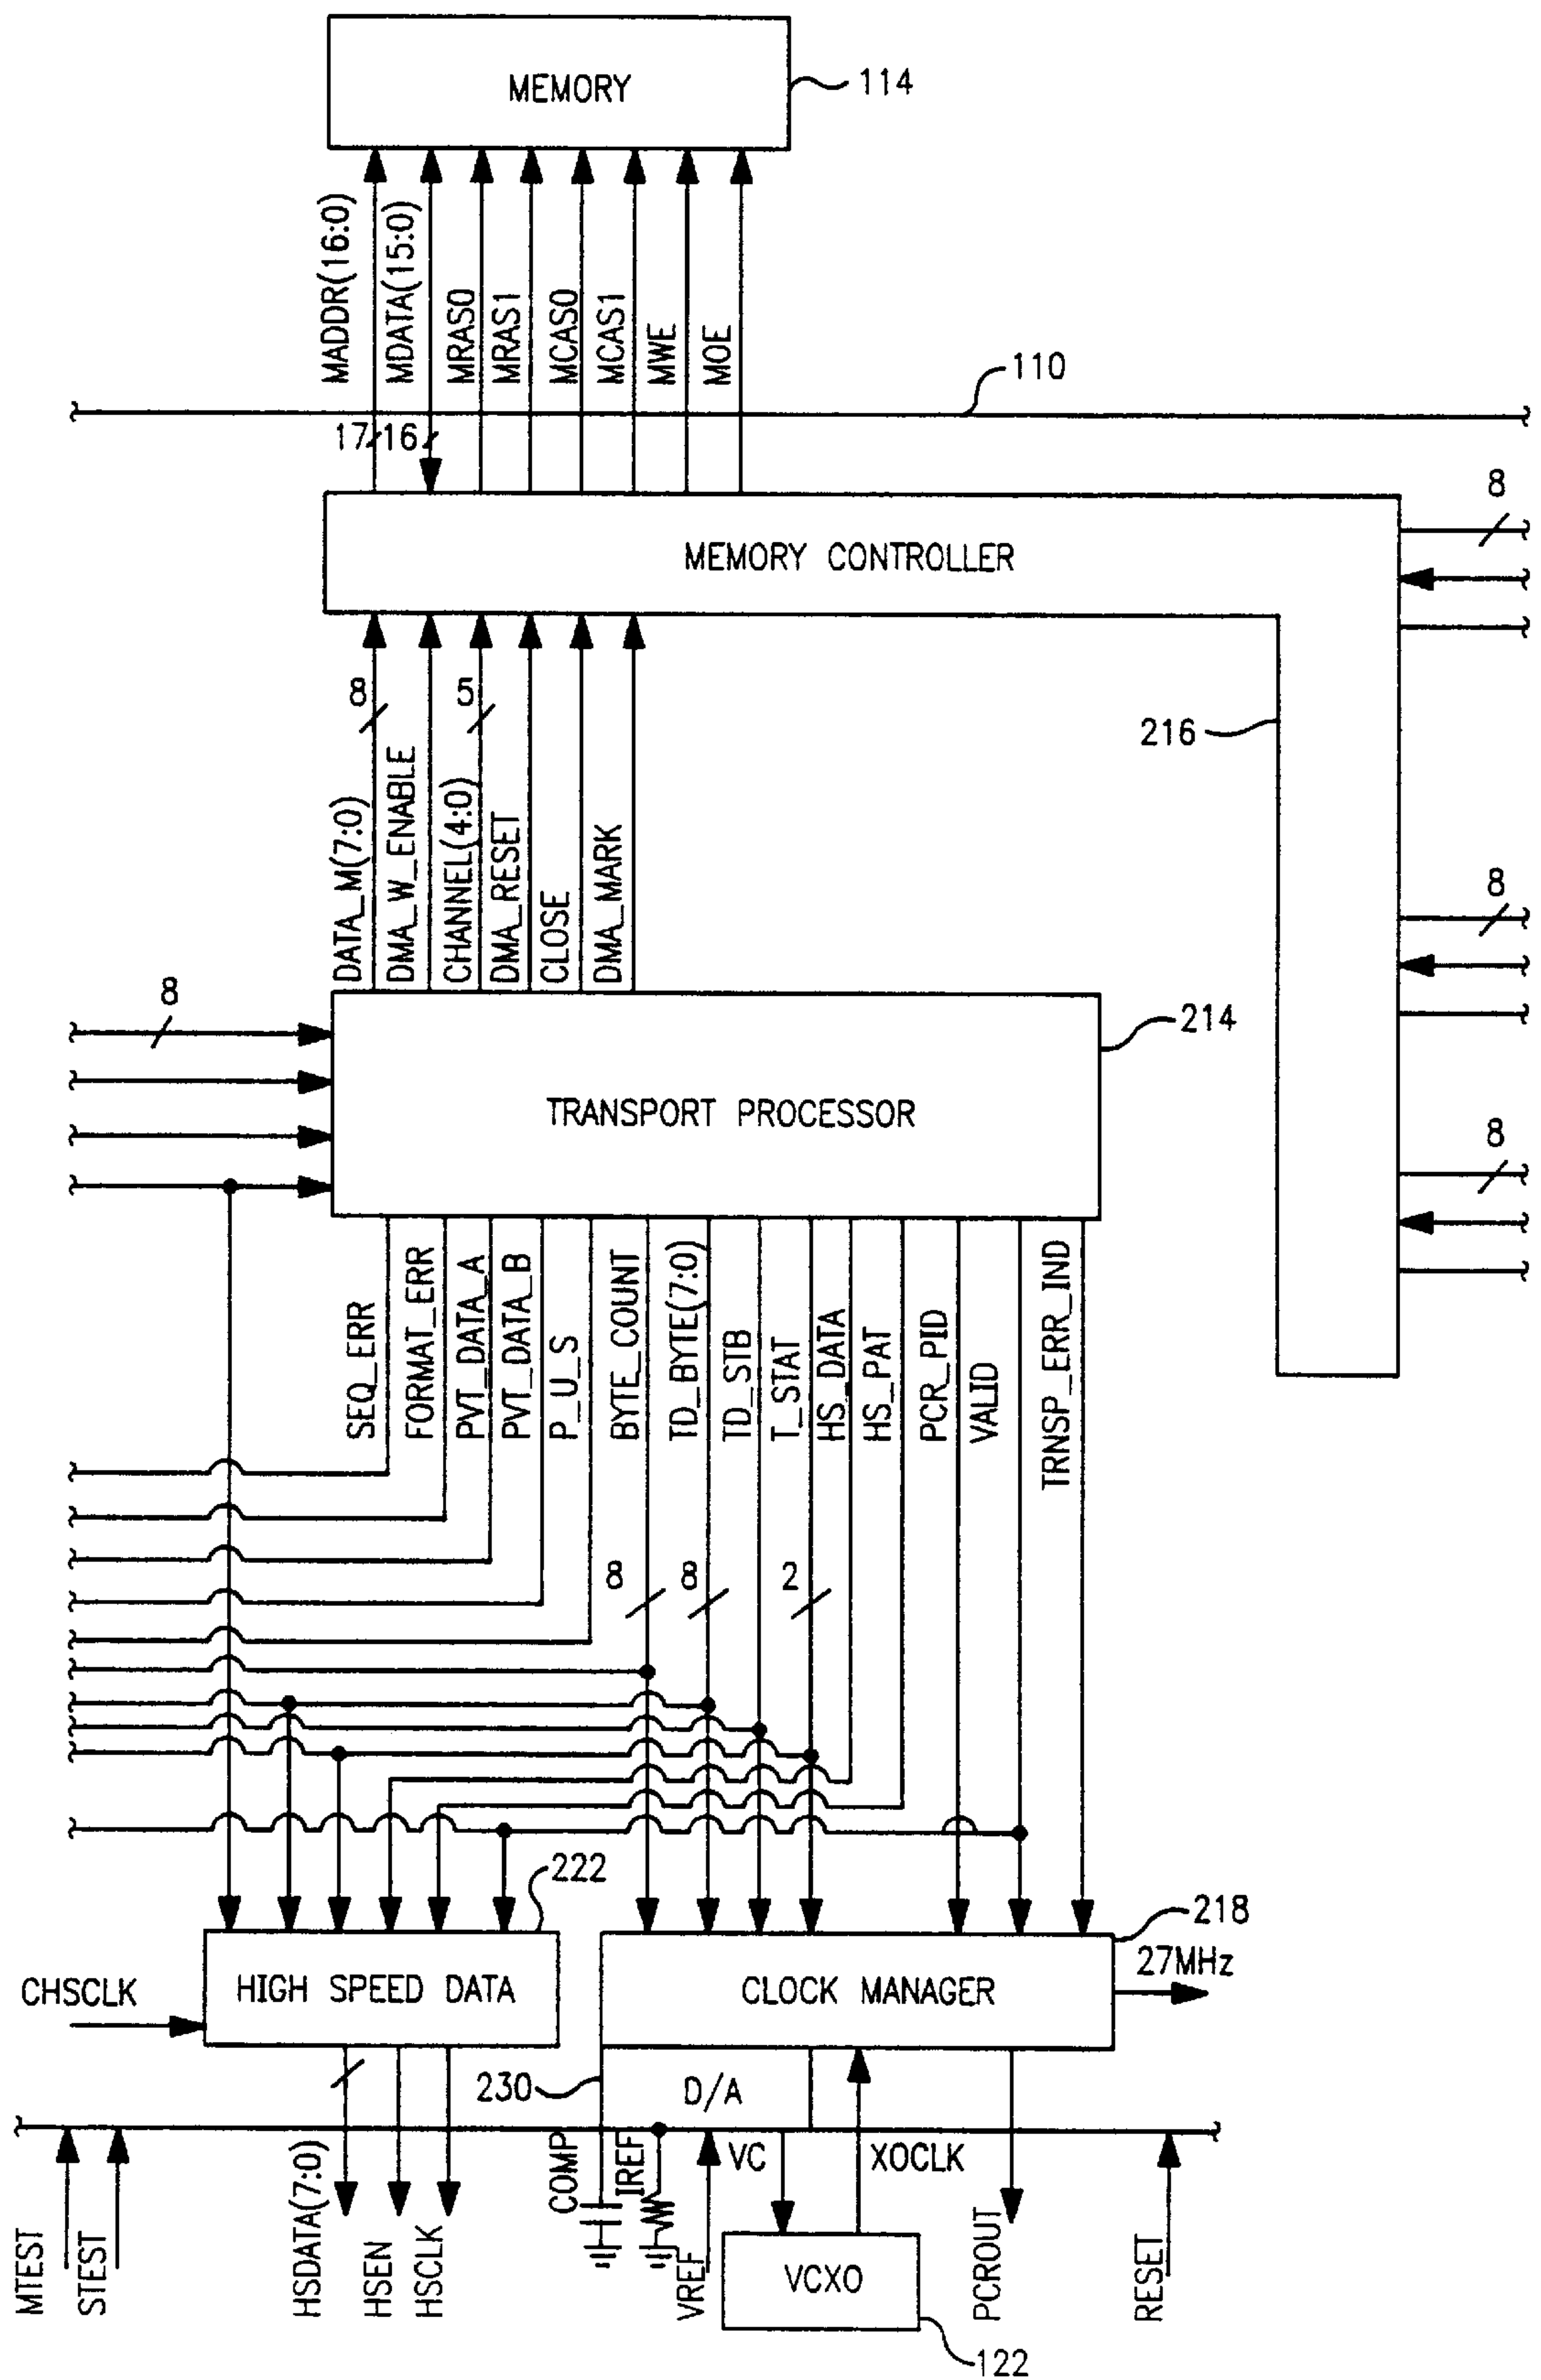 MEMORY
114
MADDR(16:0)
MDATA(15:0)
MRAS0
MRAS1
MCAS0
MCAS1
MWE
MOE
110
17
16
8
MEMORY CONTROLLER
8
5
216
DATA_M(7:0)
DMA_W_ENABLE
CHANNEL(4:0)
DMA_RESET
CLOSE
DMA_MARK
8
8
214
TRANSPORT PROCESSOR
8
SEQ_ERR
FORMAT_ERR
PVT_DATA_A
PVT_DATA_B
P_U_S
BYTE_COUNT
TD_BYTE(7:0)
TD_STB
T_STAT
HS_DATA
HS_PAT
PCR_PID
VALID
TRNSP_ERR_IND
8
8
2
222
218
27MHz
CHSCLK
HIGH SPEED DATA
CLOCK MANAGER
230
D/A
MTEST
STEST
HSDATA(7:0)
HSEN
HSCLK
COMP
IREF
VREF
VC
XOCLK
PCROUT
RESET
VCXO
122